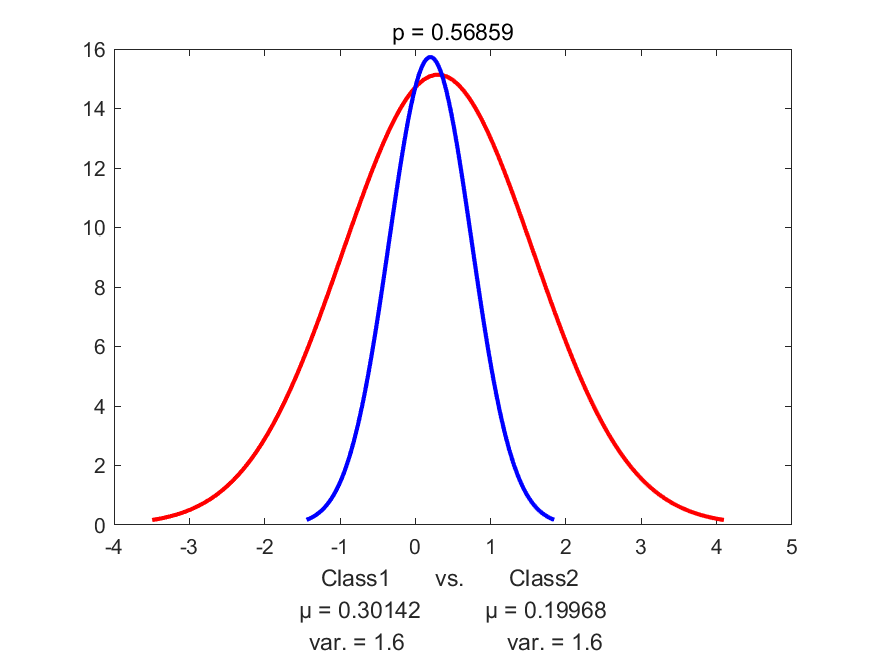 p = 0.56859
16
14
12
10
8
6
4
2
0
-4 -3 -2 -1 0 1 2 3 4 5
Class1 vs. Class2
µ = 0.30142 µ = 0.19968
var. = 1.6 var. = 1.6